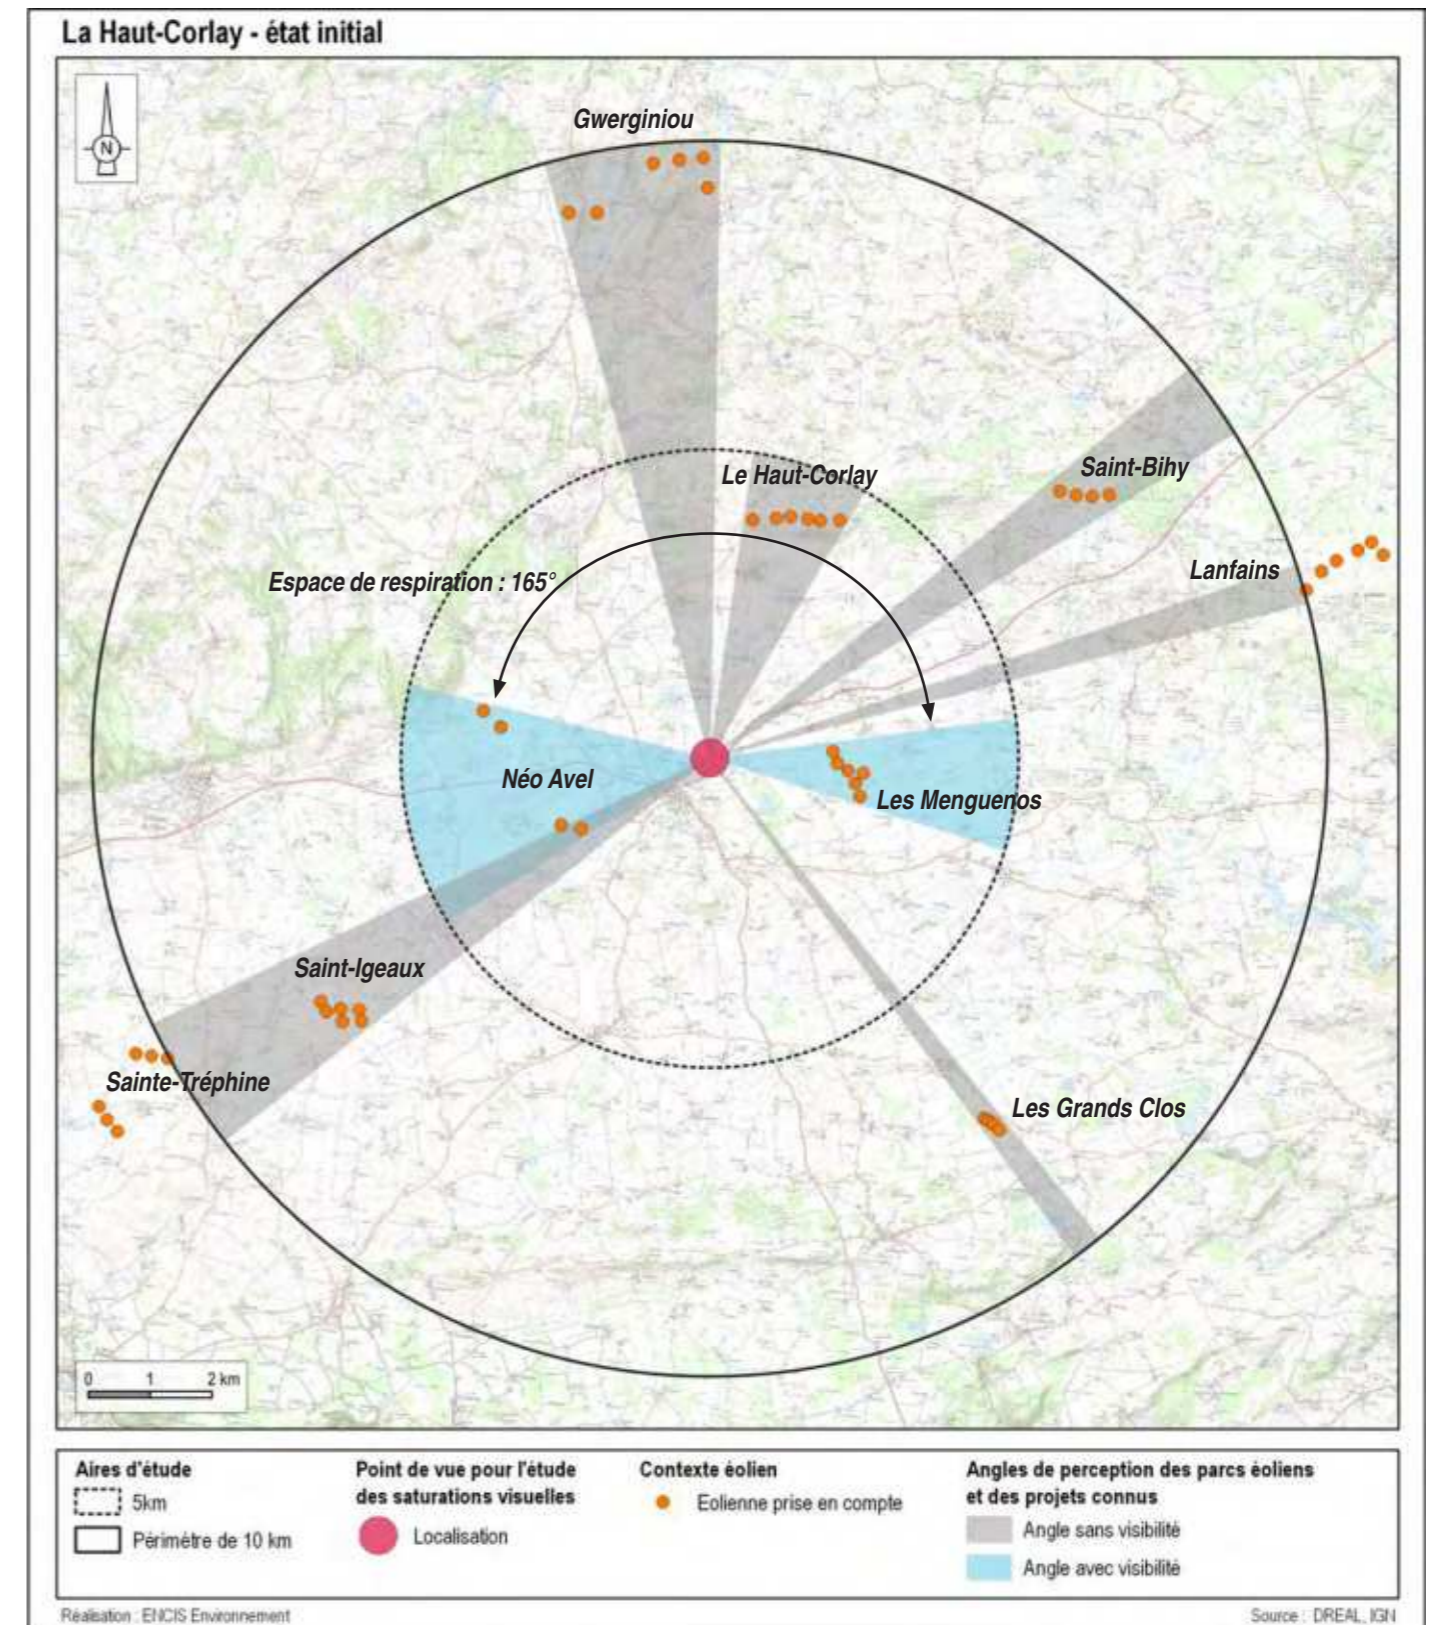 La Haut-Corlay - état initial
N
Gwerginiou
Le Haut-Corlay
Saint-Bihy
Lanfains
Espace de respiration : 165°
Néo Avel
Les Menguenos
Saint-Igeaux
Sainte-Tréphine
Les Grands Clos
0 1 2 km
Aires d'étude
5km
Périmètre de 10 km
Point de vue pour l'étude
des saturations visuelles
Localisation
Contexte éolien
Eolienne prise en compte
Angles de perception des parcs éoliens
et des projets connus
Angle sans visibilité
Angle avec visibilité
Réalisation : ENCIS Environnement
Source : DREAL, IGN